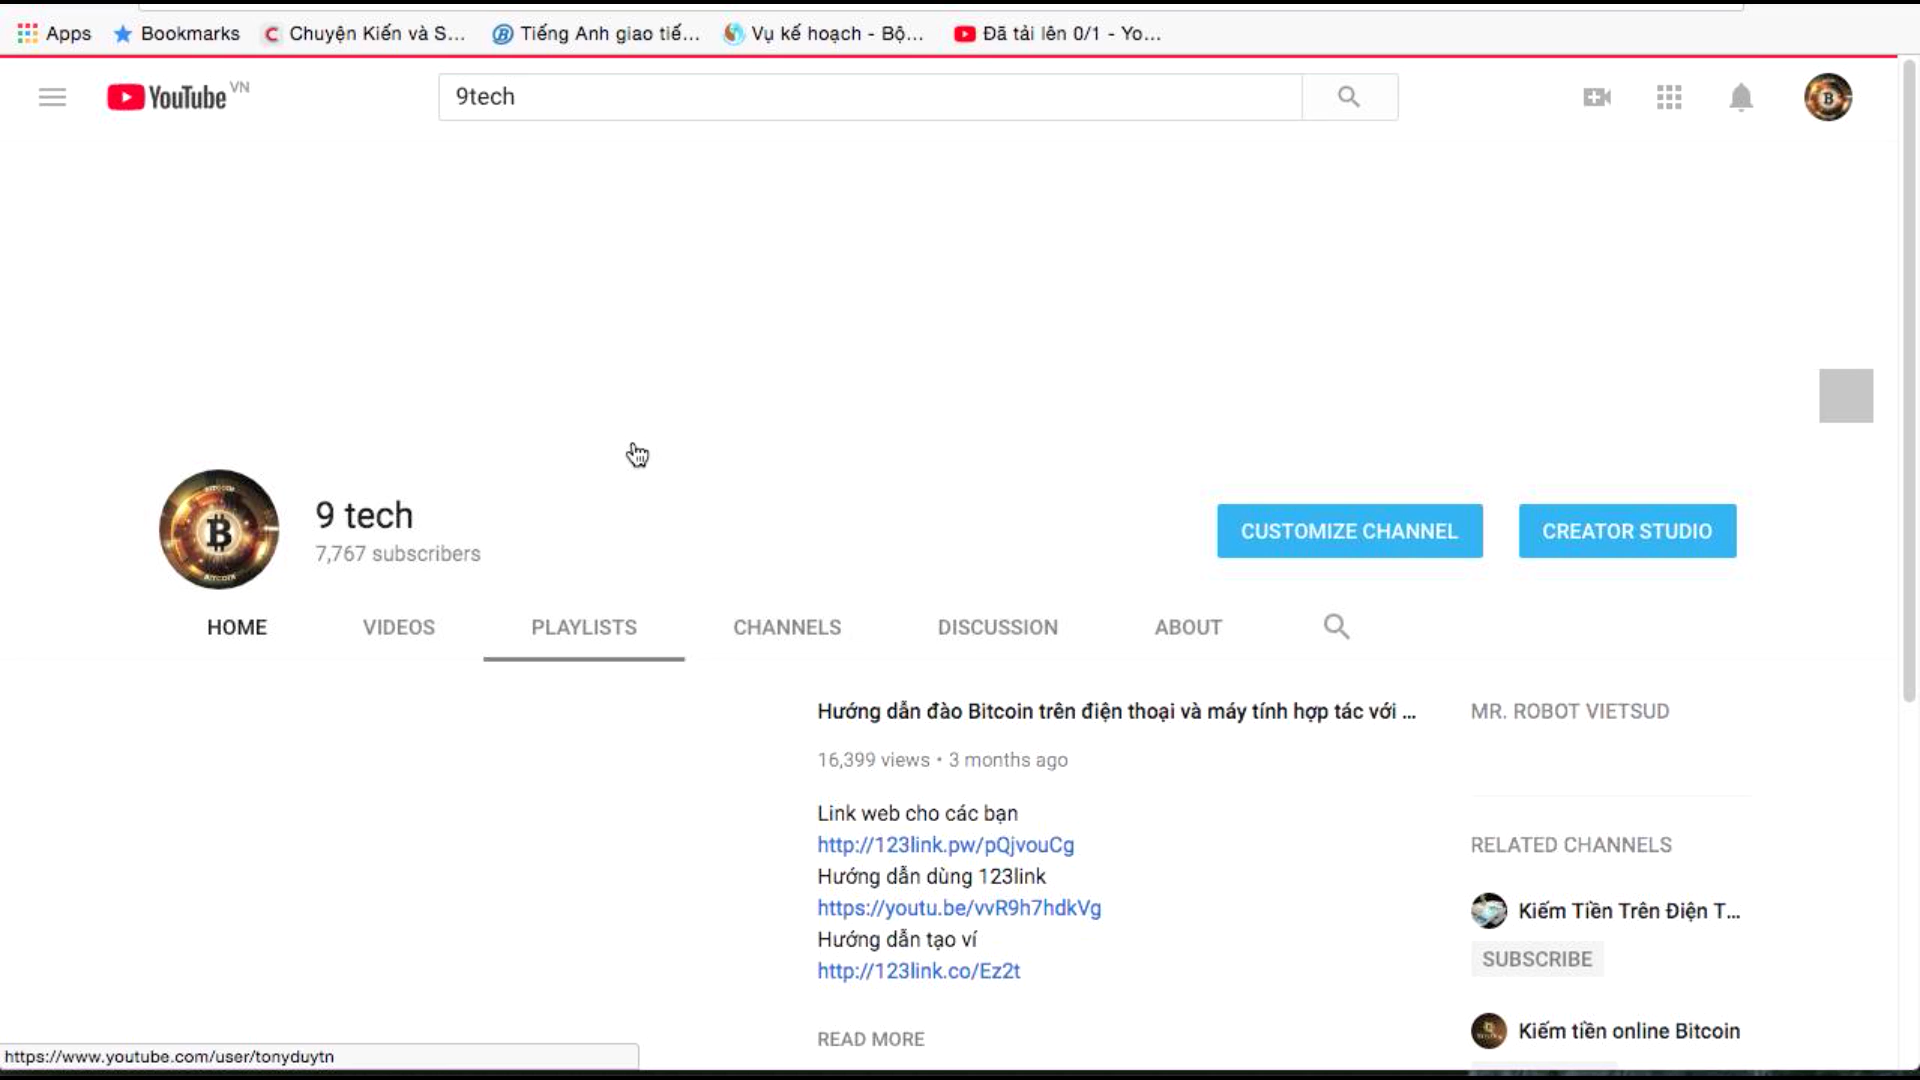 Apps Bookmarks Chuyện Kiến và S... Tiếng Anh giao tiế... Vụ kế hoạch - Bộ... Đã tải lên 0/1 - Yo...
YouTube VN
9tech
9 tech
7,767 subscribers
CUSTOMIZE CHANNEL
CREATOR STUDIO
HOME VIDEOS PLAYLISTS CHANNELS DISCUSSION ABOUT
Hướng dẫn đào Bitcoin trên điện thoại và máy tính hợp tác với ...
16,399 views • 3 months ago
Link web cho các bạn
http://123link.pw/pQjvouCg
Hướng dẫn dùng 123link
https://youtu.be/vvR9h7hdkVg
Hướng dẫn tạo ví
http://123link.co/Ez2t
READ MORE
MR. ROBOT VIETSUD
RELATED CHANNELS
Kiếm Tiền Trên Điện T...
SUBSCRIBE
Kiếm tiền online Bitcoin
https://www.youtube.com/user/tonyduytn